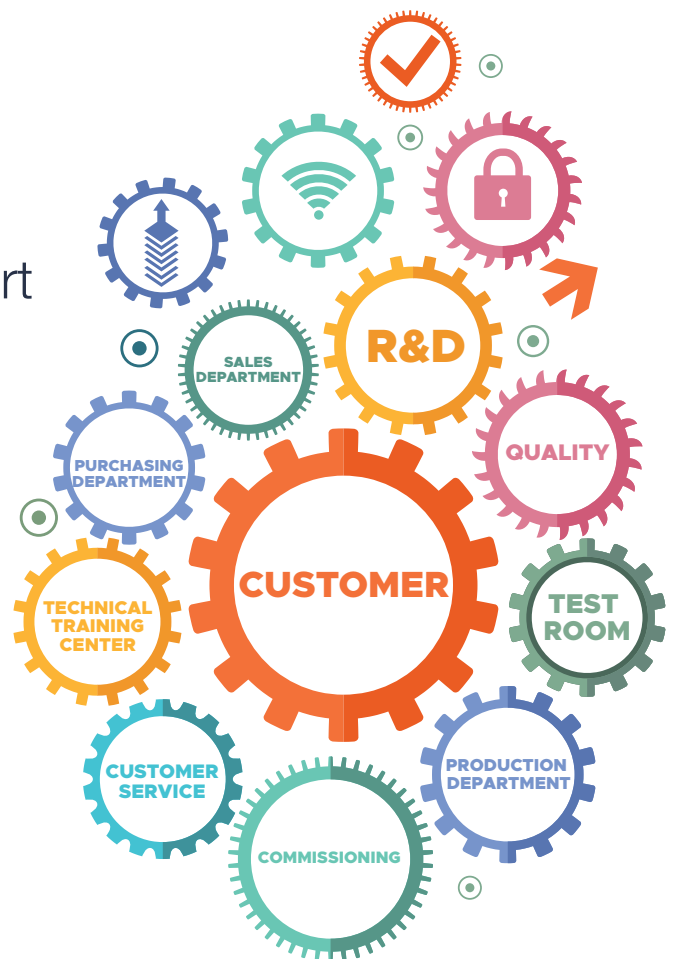 rt
SALES
DEPARTMENT
R&D
PURCHASING
DEPARTMENT
QUALITY
CUSTOMER
TECHNICAL
TRAINING
CENTER
TEST
ROOM
CUSTOMER
SERVICE
PRODUCTION
DEPARTMENT
COMMISSIONING